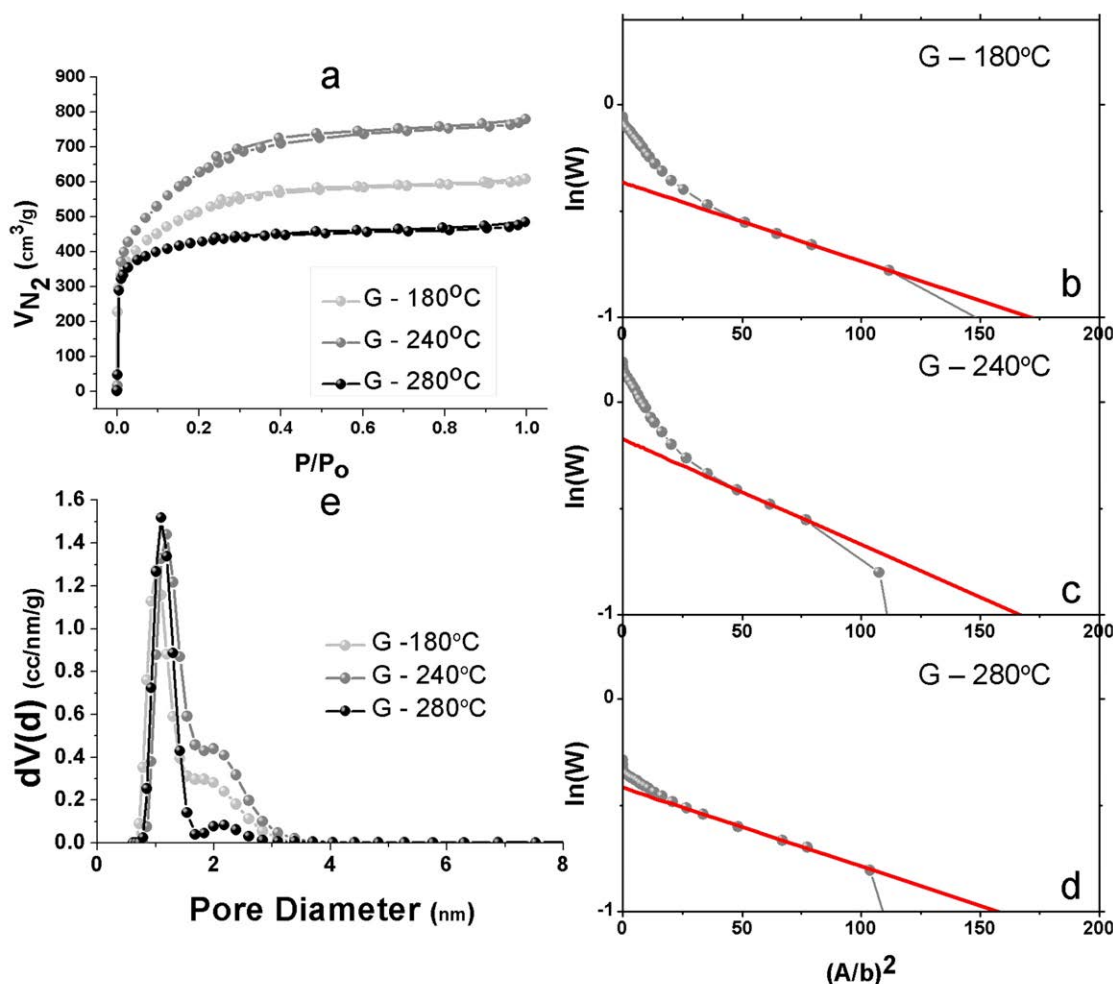 a
900
800
700
600
500
400
300
200
100
0
V_N₂ (cm³/g)
G - 180ºC
G - 240ºC
G - 280ºC
0.0 0.2 0.4 0.6 0.8 1.0
P/Po
e
1.6
1.4
1.2
1.0
0.8
0.6
0.4
0.2
0.0
dV(d) (cc/nm/g)
G -180ºC
G - 240ºC
G - 280ºC
0 2 4 6 8
Pore Diameter (nm)
G – 180ºC
0
ln(W)
b
-1
0 50 100 150 200
G – 240ºC
0
ln(W)
c
-1
0 50 100 150 200
G – 280ºC
0
ln(W)
d
-1
0 50 100 150 200
(A/b)²